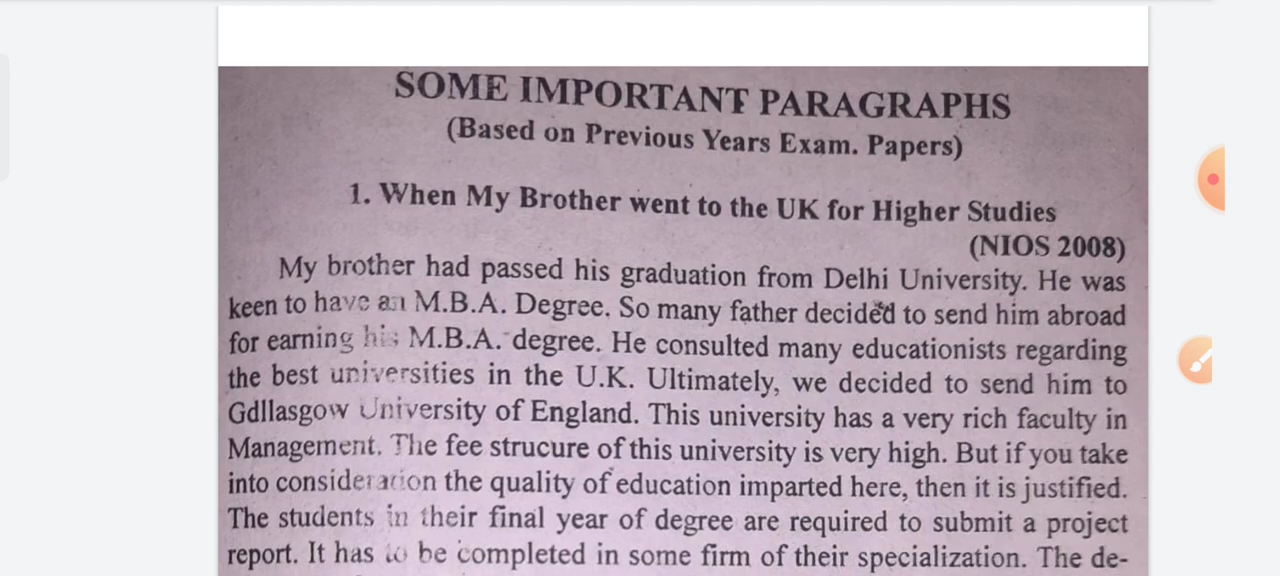 SOME IMPORTANT PARAGRAPHS
(Based on Previous Years Exam. Papers)
1. When My Brother went to the UK for Higher Studies
(NIOS 2008)
My brother had passed his graduation from Delhi University. He was
keen to have an M.B.A. Degree. So many father decided to send him abroad
for earning his M.B.A. degree. He consulted many educationists regarding
the best universities in the U.K. Ultimately, we decided to send him to
Gdllasgow University of England. This university has a very rich faculty in
Management. The fee strucure of this university is very high. But if you take
into consideration the quality of education imparted here, then it is justified.
The students in their final year of degree are required to submit a project
report. It has to be completed in some firm of their specialization. The de-